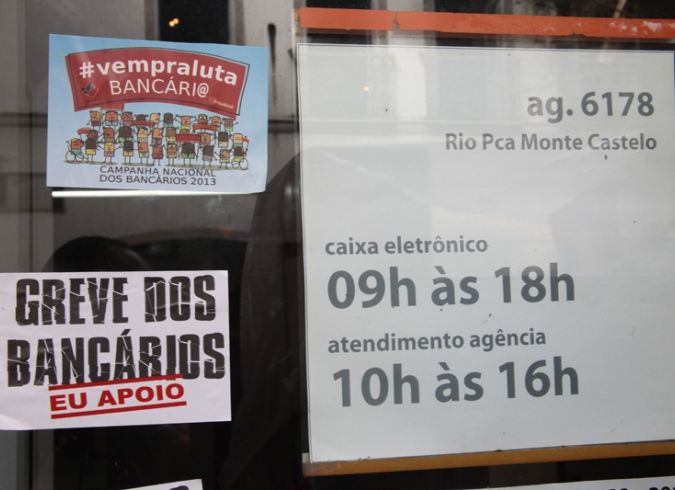 #vempraluta
BANCÁRI@
CAMPANHA NACIONAL
DOS BANCÁRIOS 2013
GREVE DOS
BANCÁRIOS
EU APOIO
ag. 6178
Rio Pca Monte Castelo
caixa eletrônico
09h às 18h
atendimento agência
10h às 16h